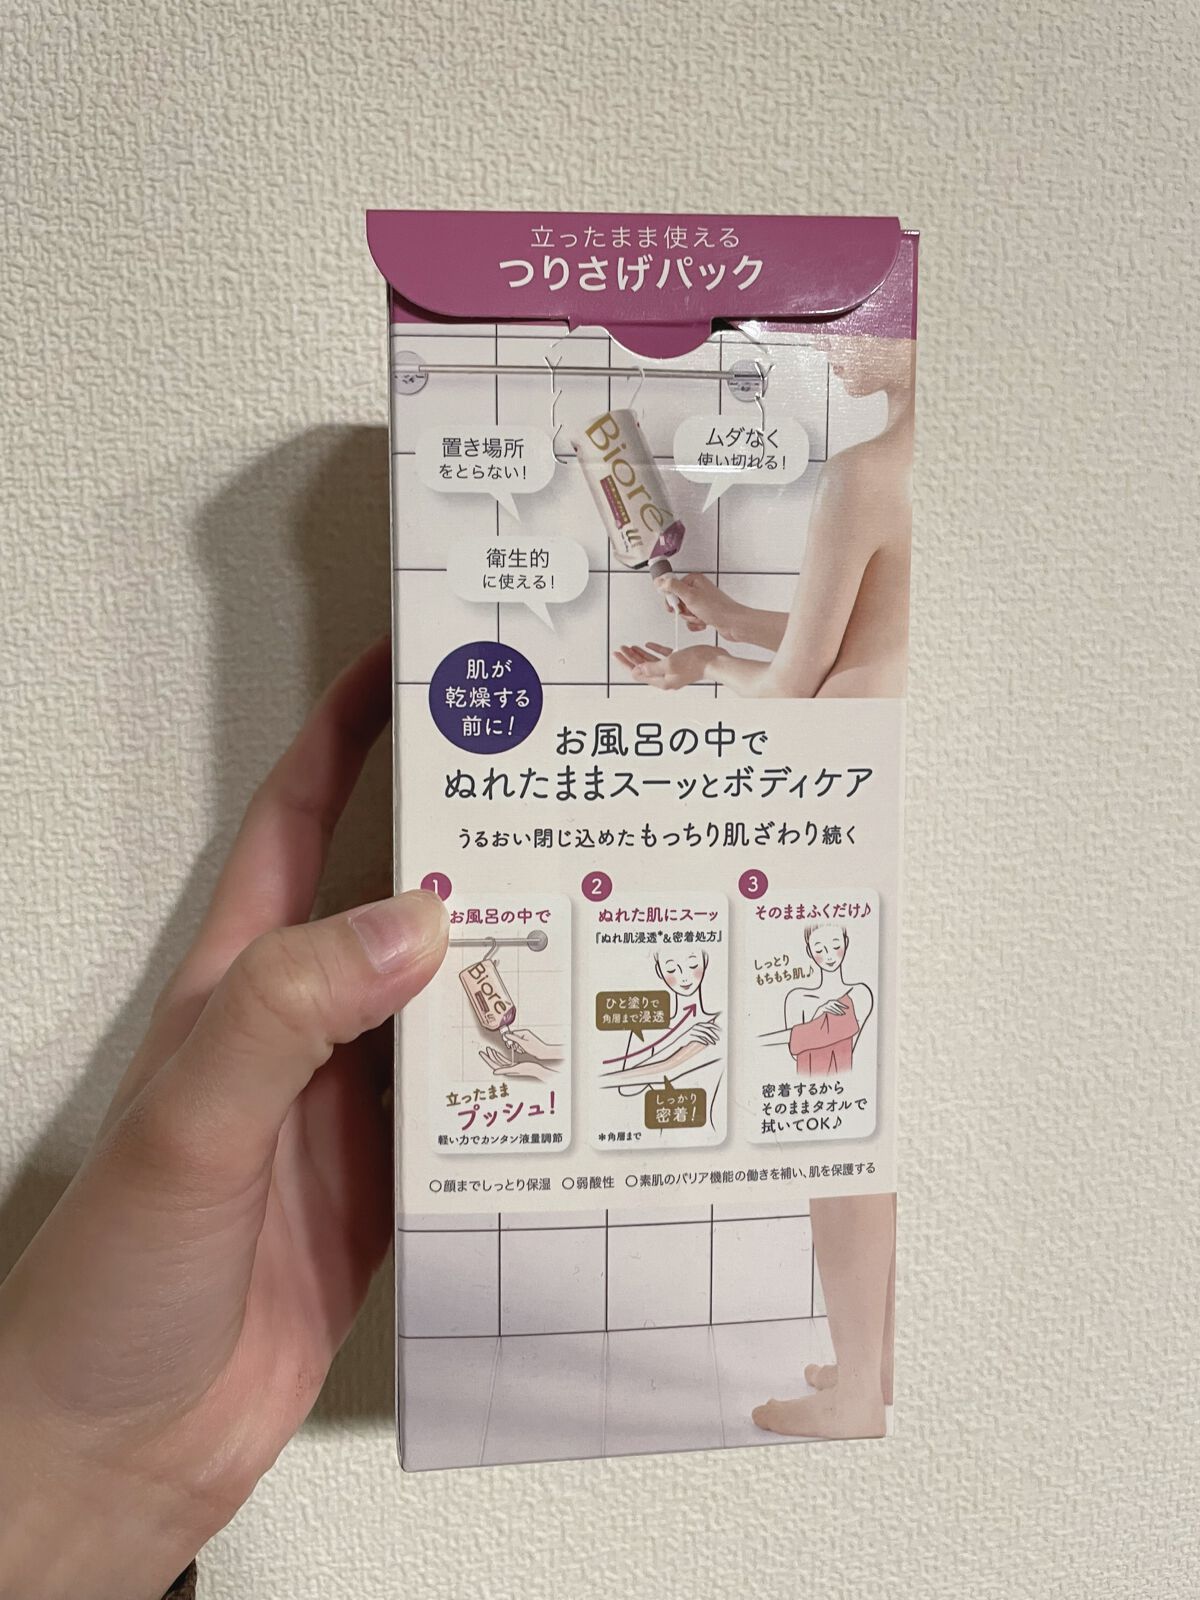 立ったまま使える
つりさげパック
置き場所
をとらない!
ムダなく
使い切れる!
Bioré
u
衛生的
に使える!
肌が
乾燥する
前に!
お風呂の中で
ぬれたままスーッとボディケア
うるおい閉じ込めたもっちり肌ざわり続く
1
お風呂の中で
Bioré
u
立ったまま
プッシュ!
軽い力でカンタン液量調節
2
ぬれた肌にスーッ
「ぬれ肌浸透*&密着処方」
ひと塗りで
角層まで浸透
しっかり
密着!
*角層まで
3
そのままふくだけ♪
しっとり
もちもち肌♪
密着するから
そのままタオルで
拭いてOK♪
○顔までしっとり保湿 ○弱酸性 ○素肌のバリア機能の働きを補い、肌を保護する